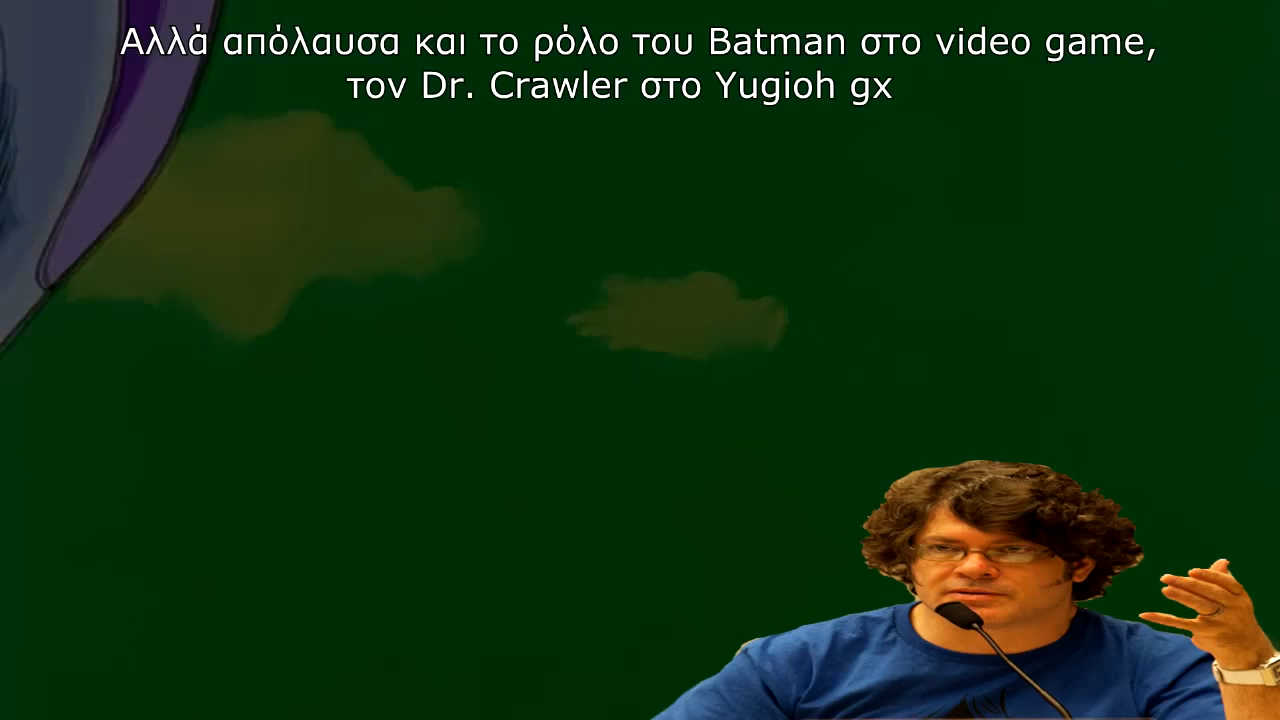 Αλλά απόλαυσα και το ρόλο του Batman στο video game,
τον Dr. Crawler στο Yugioh gx